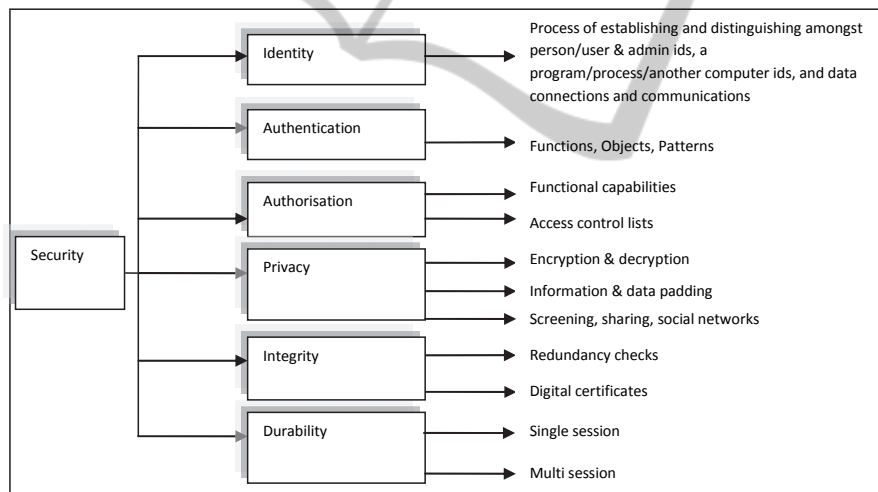 Security
Identity
Process of establishing and distinguishing amongst
person/user & admin ids, a
program/process/another computer ids, and data
connections and communications
Authentication
Functions, Objects, Patterns
Authorisation
Functional capabilities
Access control lists
Privacy
Encryption & decryption
Information & data padding
Screening, sharing, social networks
Integrity
Redundancy checks
Digital certificates
Durability
Single session
Multi session